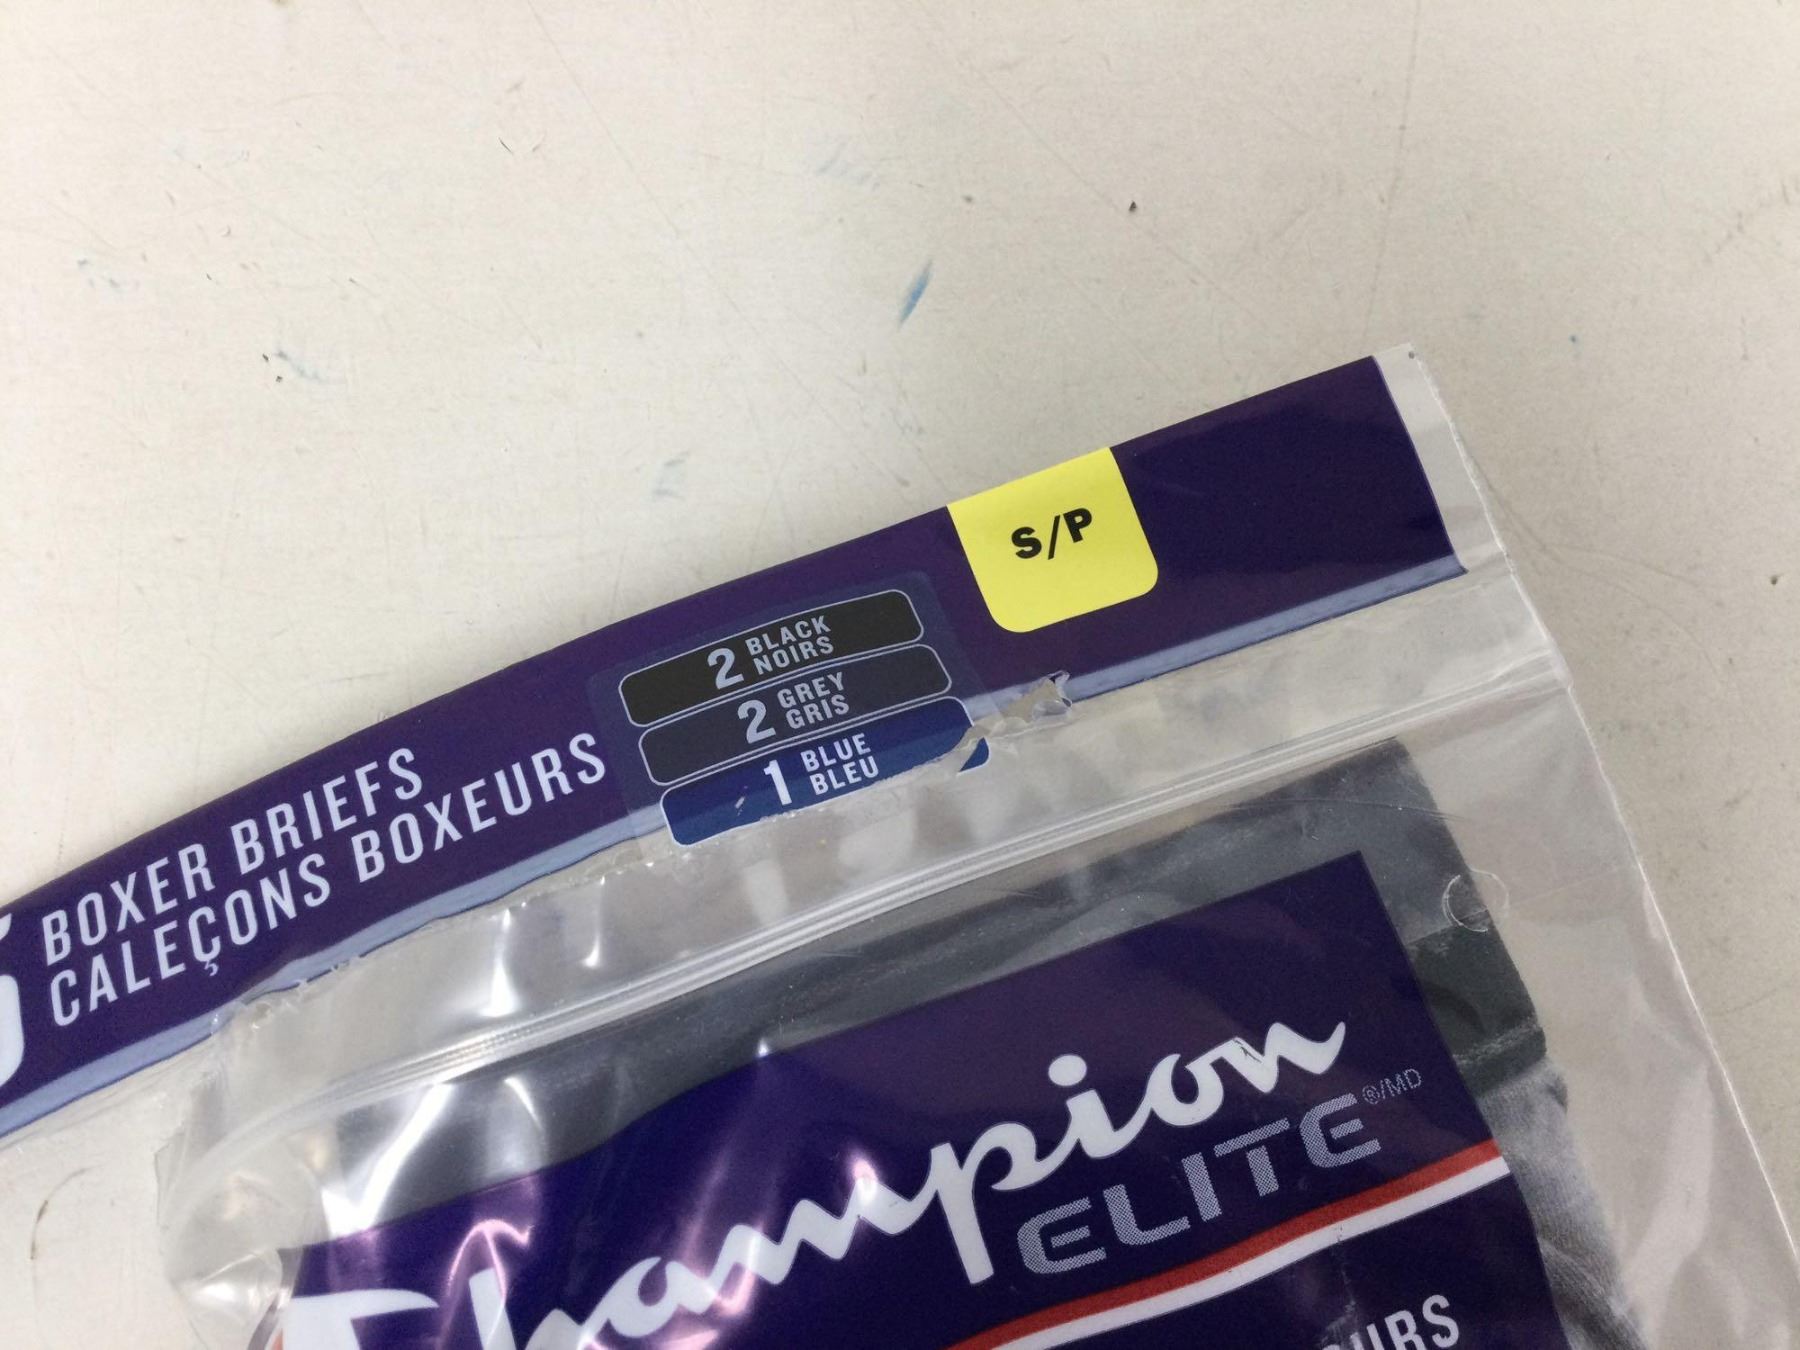 S/P
2 BLACK
NOIRS
2 GREY
GRIS
1 BLUE
BLEU
BOXER BRIEFS
CALEÇONS BOXEURS
Champion
ELITE ®/MD